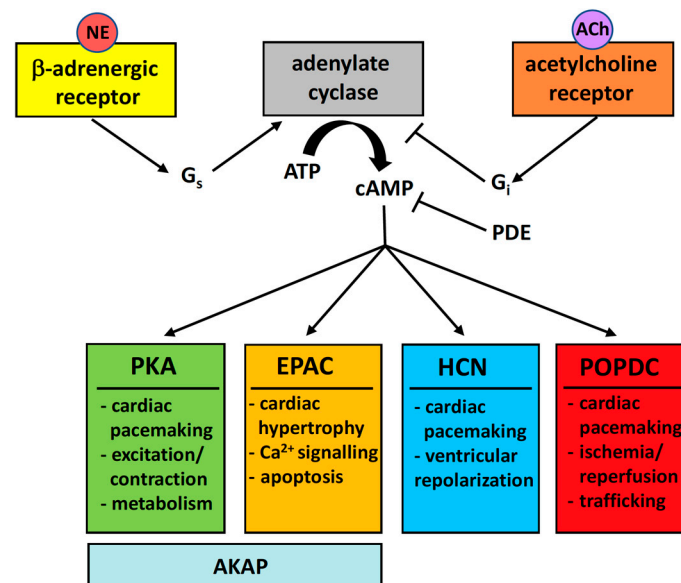 NE
β-adrenergic
receptor
adenylate
cyclase
ACh
acetylcholine
receptor
Gs
ATP
cAMP
Gi
PDE
PKA
- cardiac
pacemaking
- excitation/
contraction
- metabolism
EPAC
- cardiac
hypertrophy
- Ca²⁺ signalling
- apoptosis
HCN
- cardiac
pacemaking
- ventricular
repolarization
POPDC
- cardiac
pacemaking
- ischemia/
reperfusion
- trafficking
AKAP